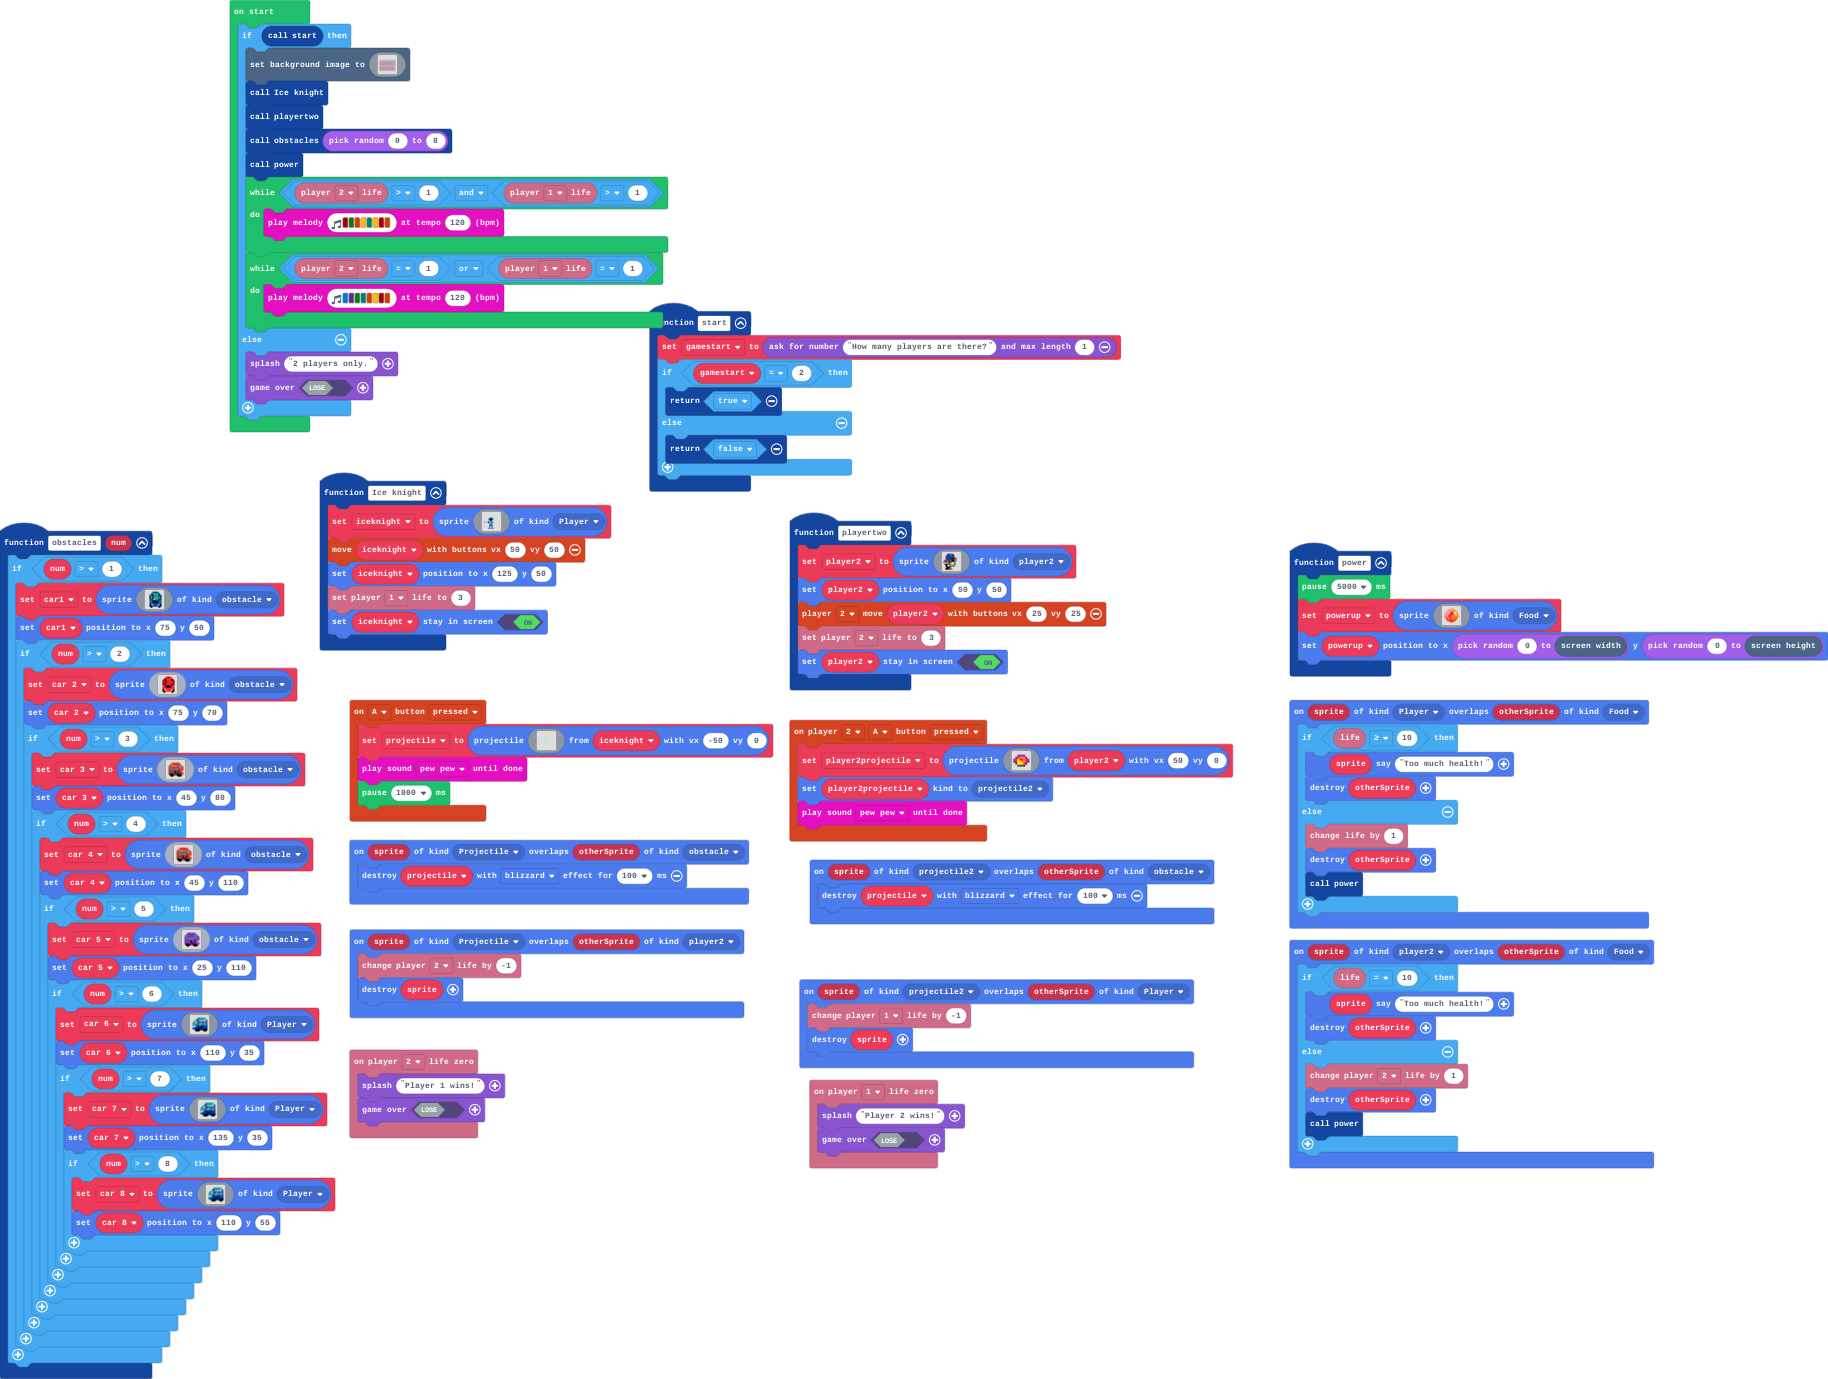 on start
if call start then
set background image to
call Ice knight
call playertwo
call obstacles pick random 0 to 8
call power
while player 2 life > 1 and player 1 life > 1
do
play melody at tempo 120 (bpm)
while player 2 life = 1 or player 1 life = 1
do
play melody at tempo 120 (bpm)
else
splash "2 players only."
game over LOSE
nction start
set gamestart to ask for number "How many players are there?" and max length 1
if gamestart = 2 then
return true
else
return false
function Ice knight
set iceknight to sprite of kind Player
move iceknight with buttons vx 50 vy 50
set iceknight position to x 125 y 50
set player 1 life to 3
set iceknight stay in screen ON
function obstacles num
if num > 1 then
set car1 to sprite of kind obstacle
set car1 position to x 75 y 50
if num > 2 then
set car 2 to sprite of kind obstacle
set car 2 position to x 75 y 70
if num > 3 then
set car 3 to sprite of kind obstacle
set car 3 position to x 45 y 80
if num > 4 then
set car 4 to sprite of kind obstacle
set car 4 position to x 45 y 110
if num > 5 then
set car 5 to sprite of kind obstacle
set car 5 position to x 25 y 110
if num > 6 then
set car 6 to sprite of kind Player
set car 6 position to x 110 y 35
if num > 7 then
set car 7 to sprite of kind Player
set car 7 position to x 135 y 35
if num > 8 then
set car 8 to sprite of kind Player
set car 8 position to x 110 y 55
on A button pressed
set projectile to projectile from iceknight with vx -50 vy 0
play sound pew pew until done
pause 1000 ms
on sprite of kind Projectile overlaps otherSprite of kind obstacle
destroy projectile with blizzard effect for 100 ms
on sprite of kind Projectile overlaps otherSprite of kind player2
change player 2 life by -1
destroy sprite
on player 2 life zero
splash "Player 1 wins!"
game over LOSE
function playertwo
set player2 to sprite of kind player2
set player2 position to x 50 y 50
player 2 move player2 with buttons vx 25 vy 25
set player 2 life to 3
set player2 stay in screen ON
on player 2 A button pressed
set player2projectile to projectile from player2 with vx 50 vy 0
set player2projectile kind to projectile2
play sound pew pew until done
on sprite of kind projectile2 overlaps otherSprite of kind obstacle
destroy projectile with blizzard effect for 100 ms
on sprite of kind projectile2 overlaps otherSprite of kind Player
change player 1 life by -1
destroy sprite
on player 1 life zero
splash "Player 2 wins!"
game over LOSE
function power
pause 5000 ms
set powerup to sprite of kind Food
set powerup position to x pick random 0 to screen width y pick random 0 to screen height
on sprite of kind Player overlaps otherSprite of kind Food
if life ≥ 10 then
sprite say "Too much health!"
destroy otherSprite
else
change life by 1
destroy otherSprite
call power
on sprite of kind player2 overlaps otherSprite of kind Food
if life = 10 then
sprite say "Too much health!"
destroy otherSprite
else
change player 2 life by 1
destroy otherSprite
call power